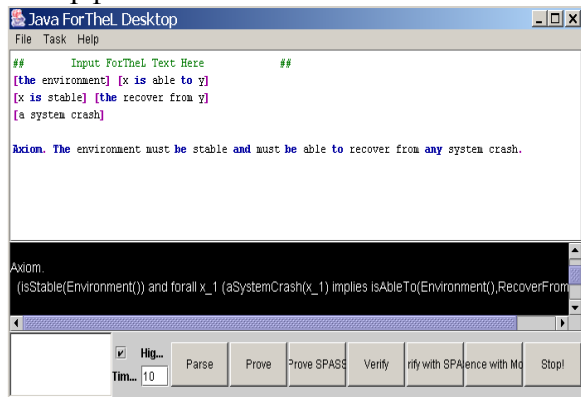 Java ForTheL Desktop
File Task Help
## Input ForTheL Text Here ##
[the environment] [x is able to y]
[x is stable] [the recover from y]
[a system crash]
Axiom. The environment must be stable and must be able to recover from any system crash.
Axiom.
(isStable(Environment()) and forall x_1 (aSystemCrash(x_1) implies isAbleTo(Environment(),RecoverFrom
Hig...
Tim... 10
Parse Prove Prove SPASS Verify rify with SPA ence with Mo Stop!